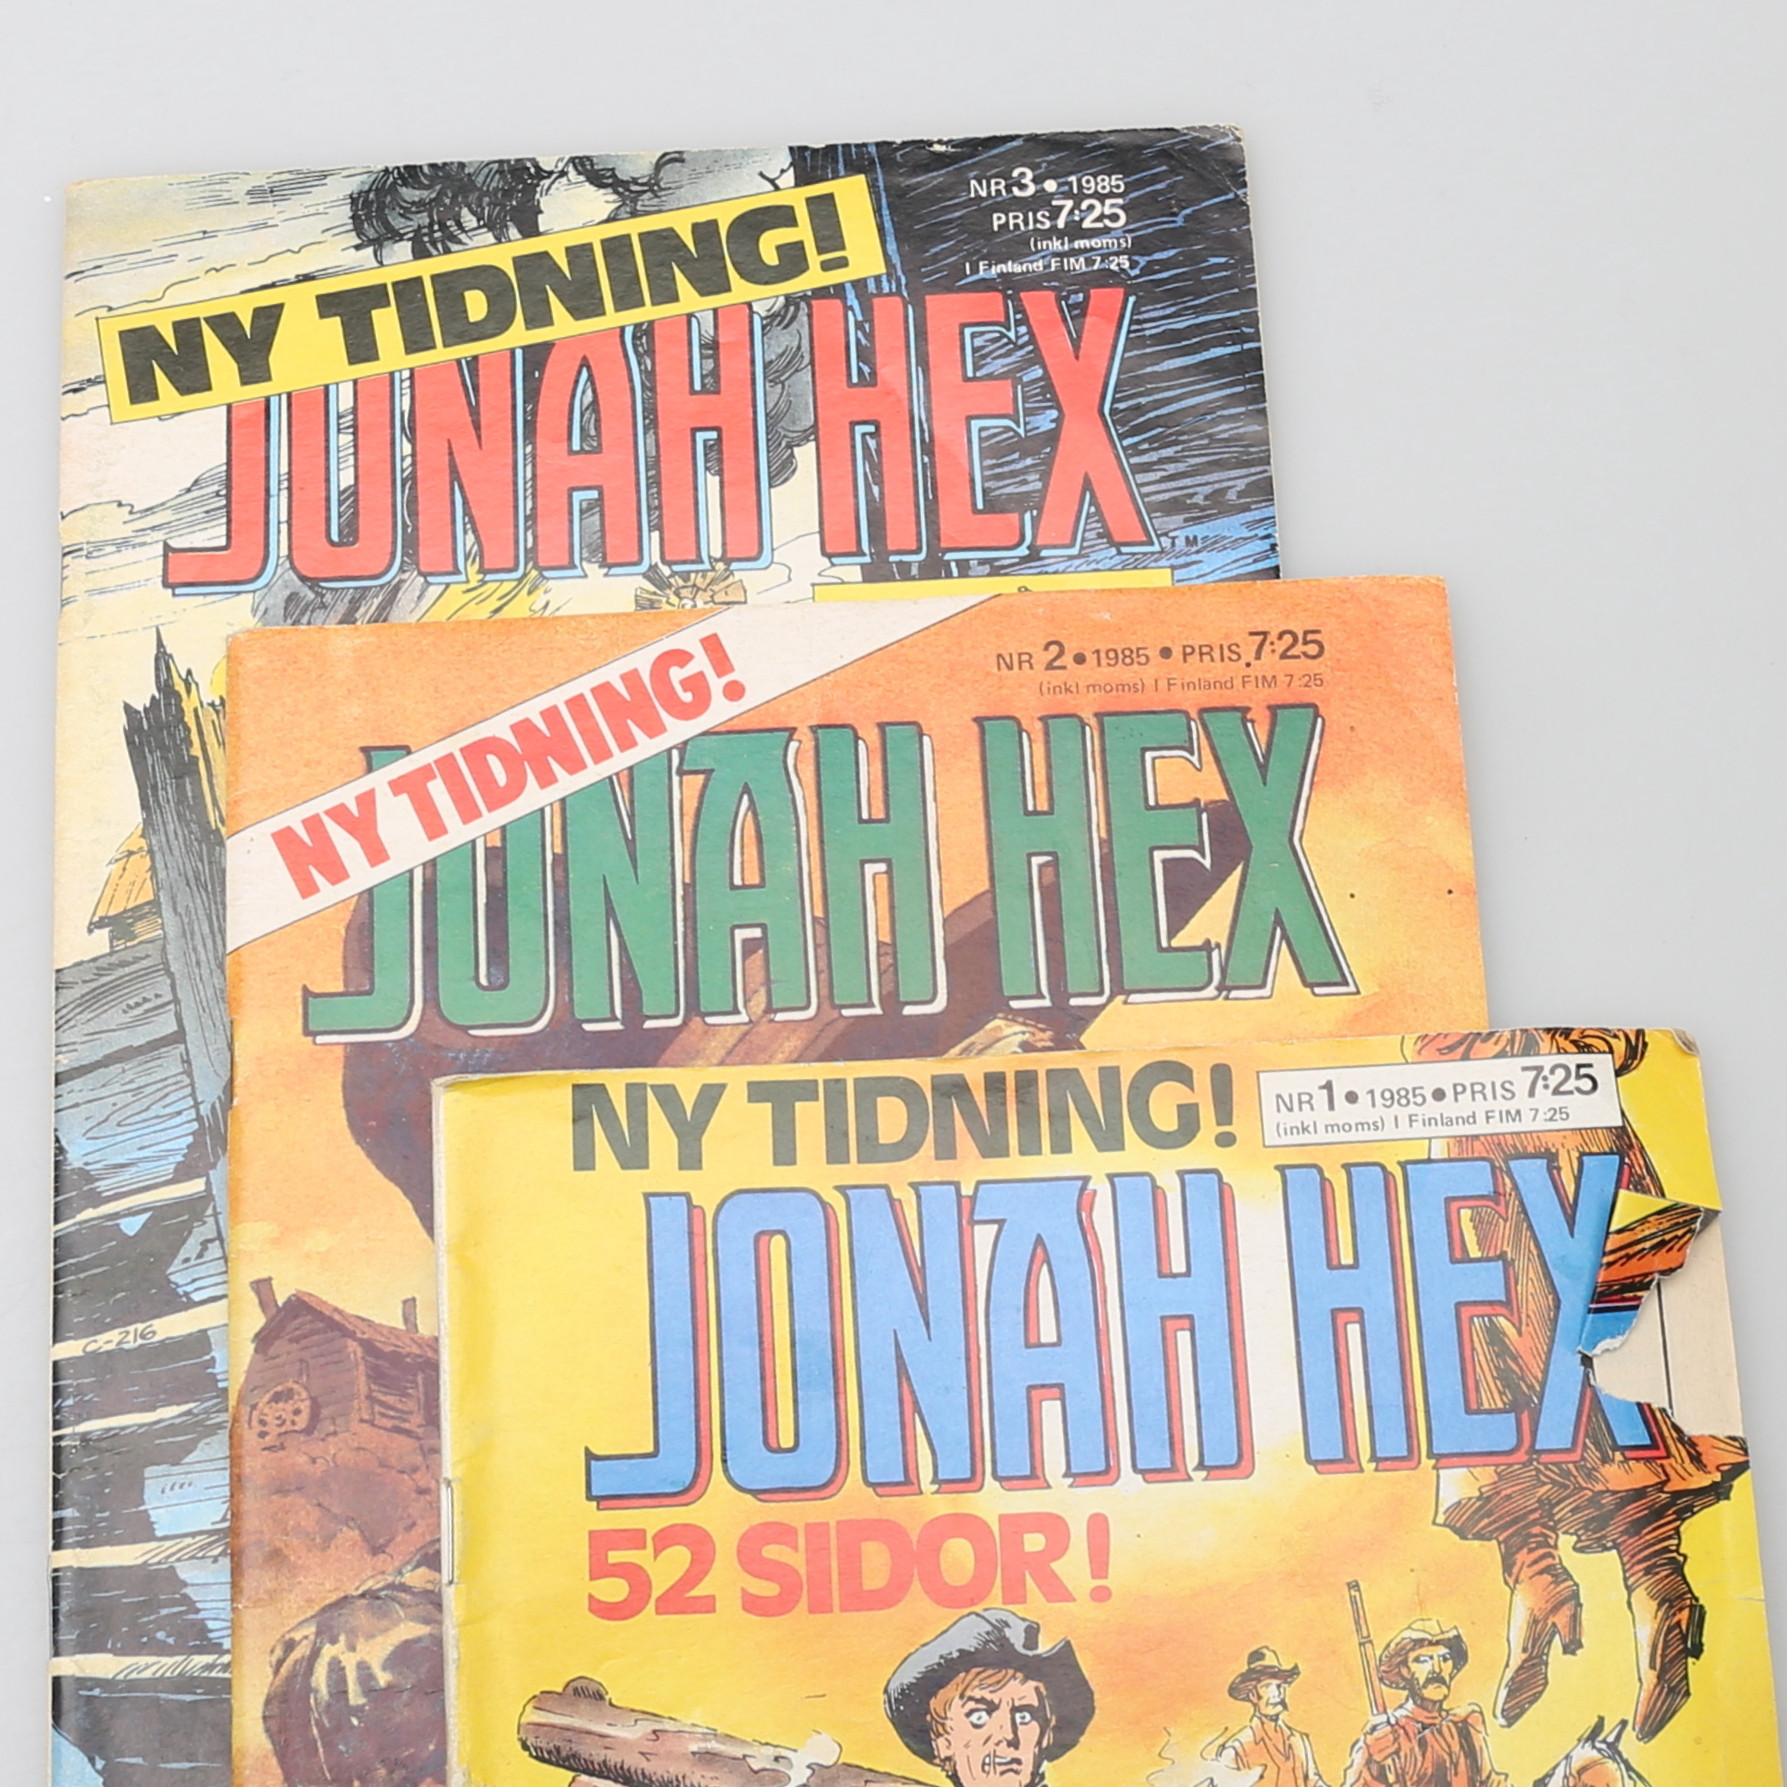 NY TIDNING!
NR 3 • 1985
PRIS 7:25
(inkl moms)
I Finland FIM 7:25
JONAH HEX
TM
NY TIDNING!
NR 2 • 1985 • PRIS 7:25
(inkl moms) I Finland FIM 7:25
JONAH HEX
NY TIDNING!
NR 1 • 1985 • PRIS 7:25
(inkl moms) I Finland FIM 7:25
JONAH HEX
52 SIDOR!
C-216